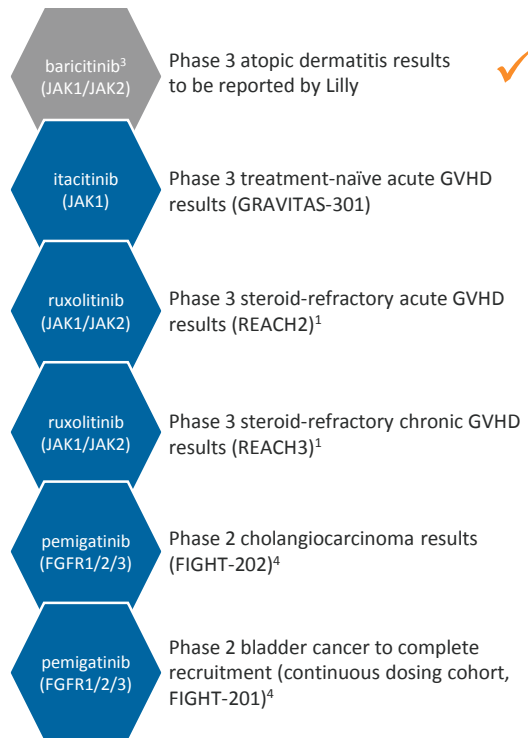 baricitinib³
(JAK1/JAK2)
Phase 3 atopic dermatitis results
to be reported by Lilly
itacitinib
(JAK1)
Phase 3 treatment-naïve acute GVHD
results (GRAVITAS-301)
ruxolitinib
(JAK1/JAK2)
Phase 3 steroid-refractory acute GVHD
results (REACH2)¹
ruxolitinib
(JAK1/JAK2)
Phase 3 steroid-refractory chronic GVHD
results (REACH3)¹
pemigatinib
(FGFR1/2/3)
Phase 2 cholangiocarcinoma results
(FIGHT-202)⁴
pemigatinib
(FGFR1/2/3)
Phase 2 bladder cancer to complete
recruitment (continuous dosing cohort,
FIGHT-201)⁴